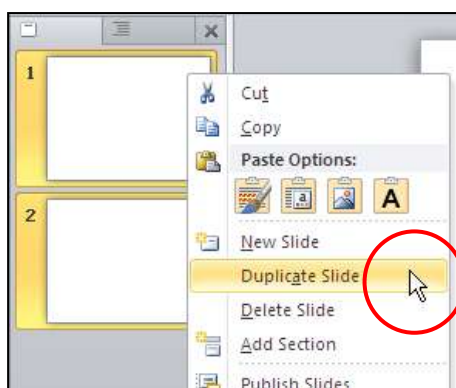 1
Cut
Copy
Paste Options:
a
A
2
New Slide
Duplicate Slide
Delete Slide
Add Section
Publish Slides